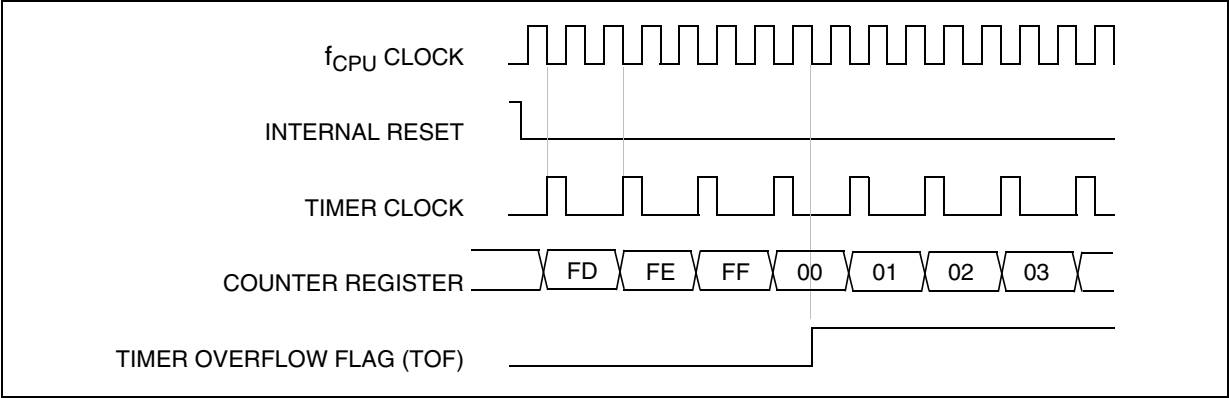 fCPU CLOCK
INTERNAL RESET
TIMER CLOCK
COUNTER REGISTER FD FE FF 00 01 02 03
TIMER OVERFLOW FLAG (TOF)